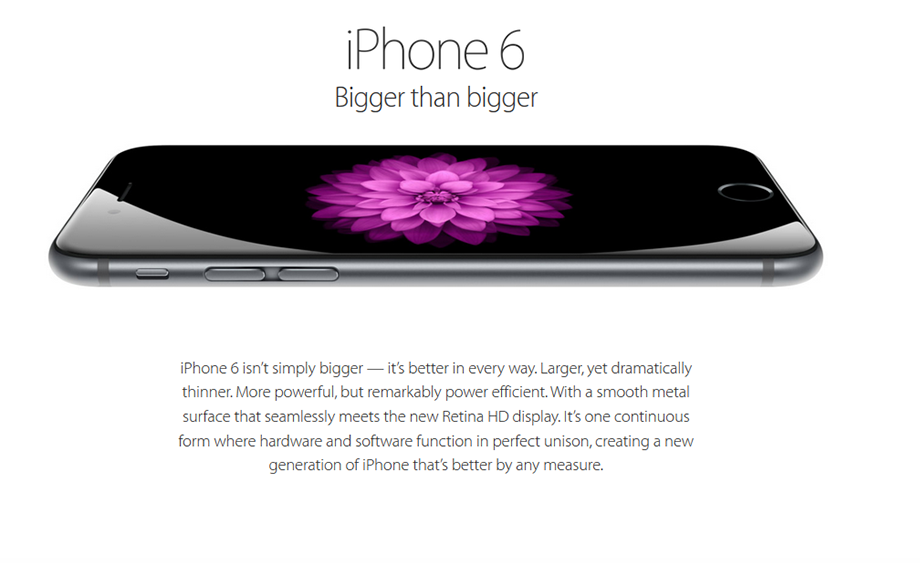 iPhone 6
Bigger than bigger
iPhone 6 isn’t simply bigger — it’s better in every way. Larger, yet dramatically
thinner. More powerful, but remarkably power efficient. With a smooth metal
surface that seamlessly meets the new Retina HD display. It’s one continuous
form where hardware and software function in perfect unison, creating a new
generation of iPhone that’s better by any measure.